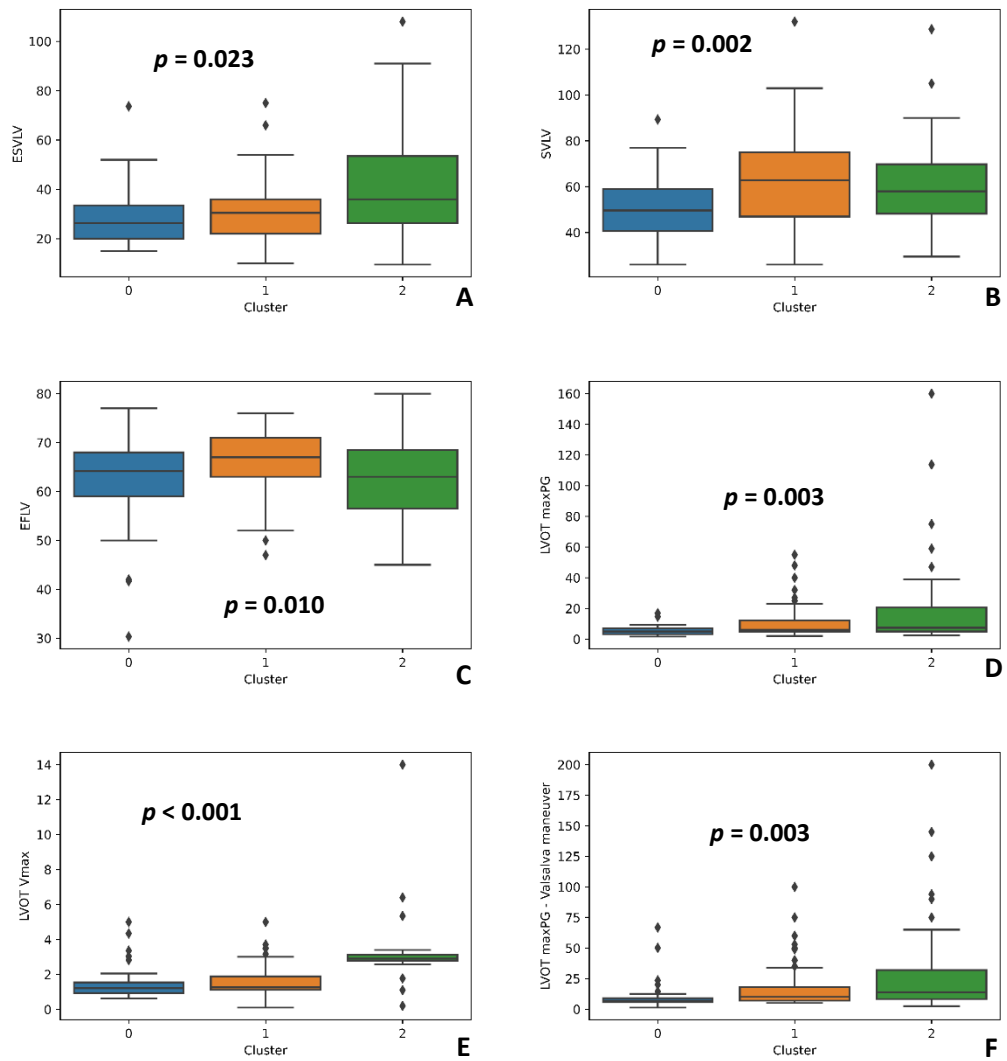 100
80
60
40
20
ESVLV
p = 0.023
0
1
2
Cluster
A
120
100
80
60
40
SVLV
p = 0.002
0
1
2
Cluster
B
80
70
60
50
40
30
EFLV
p = 0.010
0
1
2
Cluster
C
160
140
120
100
80
60
40
20
0
LVOT maxPG
p = 0.003
0
1
2
Cluster
D
14
12
10
8
6
4
2
0
LVOT Vmax
p < 0.001
0
1
2
Cluster
E
200
175
150
125
100
75
50
25
0
LVOT maxPG - Valsalva maneuver
p = 0.003
0
1
2
Cluster
F